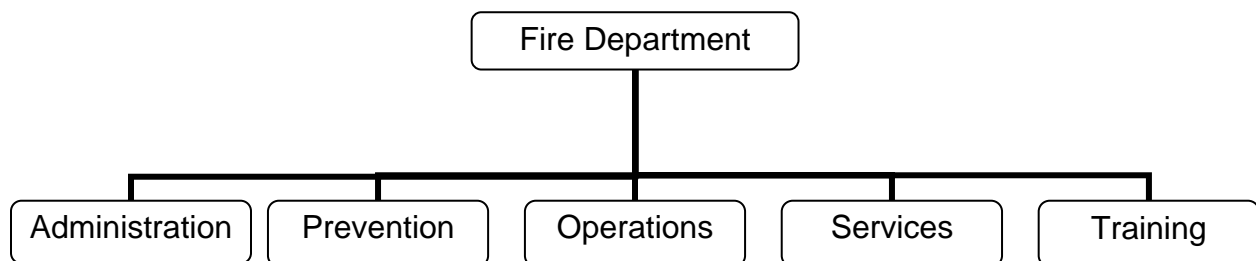 Fire Department
Administration
Prevention
Operations
Services
Training